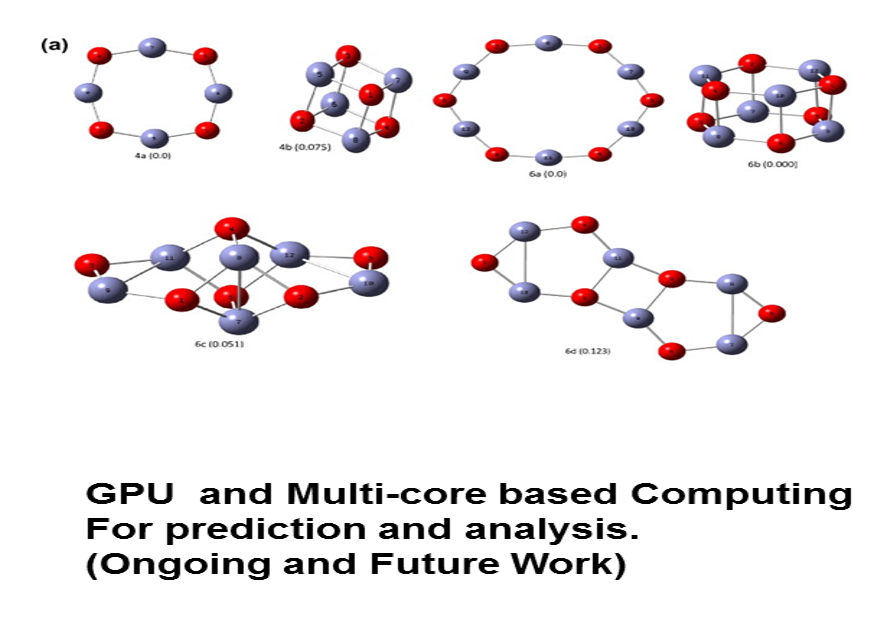 (a)
4a (0.0)
4b (0.075)
6a (0.0)
6b (0.000)
6c (0.051)
6d (0.123)
GPU and Multi-core based Computing
For prediction and analysis.
(Ongoing and Future Work)